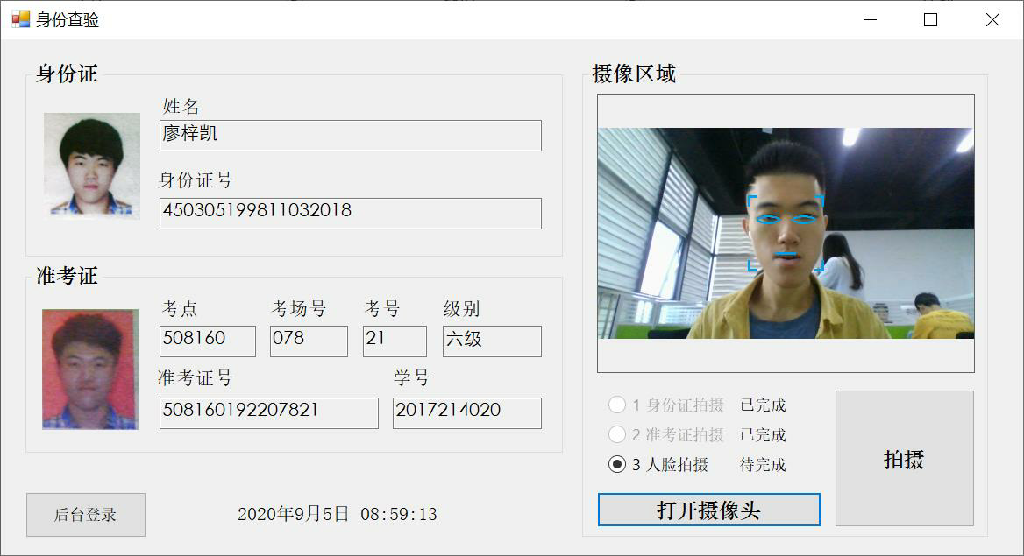 身份查验
身份证
姓名
廖梓凯
身份证号
450305199811032018
准考证
考点 考场号 考号 级别
508160 078 21 六级
准考证号 学号
508160192207821 2017214020
后台登录
2020年9月5日 08:59:13
摄像区域
1 身份证拍摄 已完成
2 准考证拍摄 已完成
3 人脸拍摄 待完成
打开摄像头
拍摄